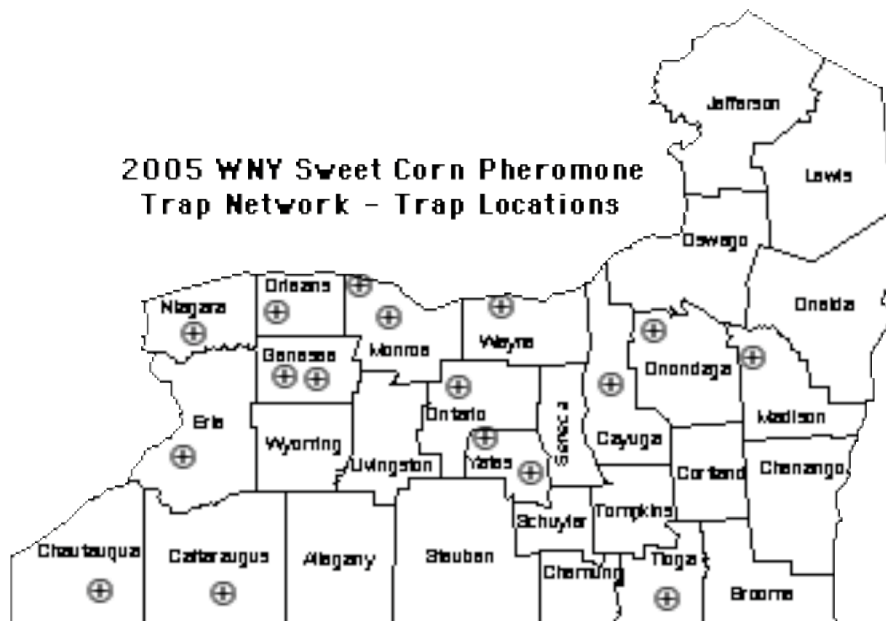 2005 WNY Sweet Corn Pheromone
Trap Network - Trap Locations
Jefferson
Lewis
Oswego
Oneida
Niagara
Orleans
Monroe
Wayne
Genesee
Onondaga
Madison
Erie
Wyoming
Livingston
Ontario
Yates
Seneca
Cayuga
Cortland
Chenango
Schuyler
Tompkins
Chautauqua
Cattaraugus
Allegany
Steuben
Chemung
Tioga
Broome